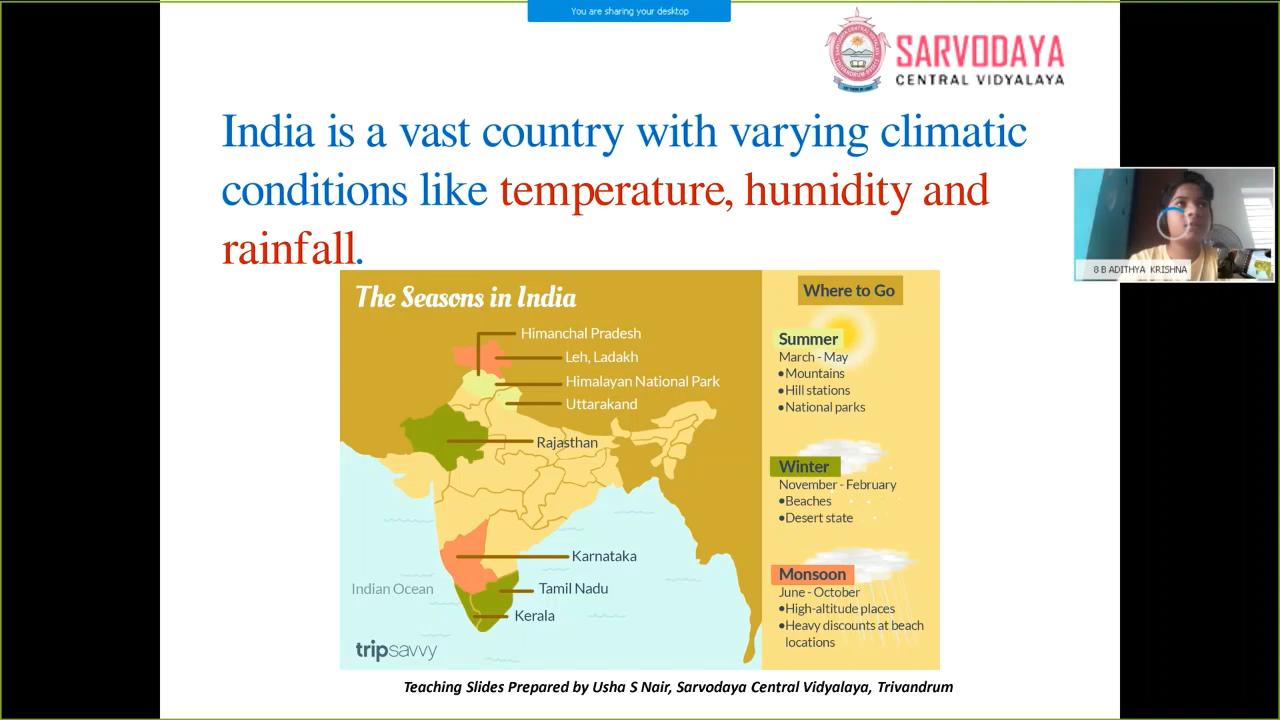 You are sharing your desktop
SARVODAYA
CENTRAL VIDYALAYA
India is a vast country with varying climatic
conditions like temperature, humidity and
rainfall.
8 B ADITHYA KRISHNA
The Seasons in India
Himanchal Pradesh
Leh, Ladakh
Himalayan National Park
Uttarakand
Rajasthan
Karnataka
Indian Ocean
Tamil Nadu
Kerala
tripsavvy
Where to Go
Summer
March - May
•Mountains
•Hill stations
•National parks
Winter
November - February
•Beaches
•Desert state
Monsoon
June - October
•High-altitude places
•Heavy discounts at beach
locations
Teaching Slides Prepared by Usha S Nair, Sarvodaya Central Vidyalaya, Trivandrum